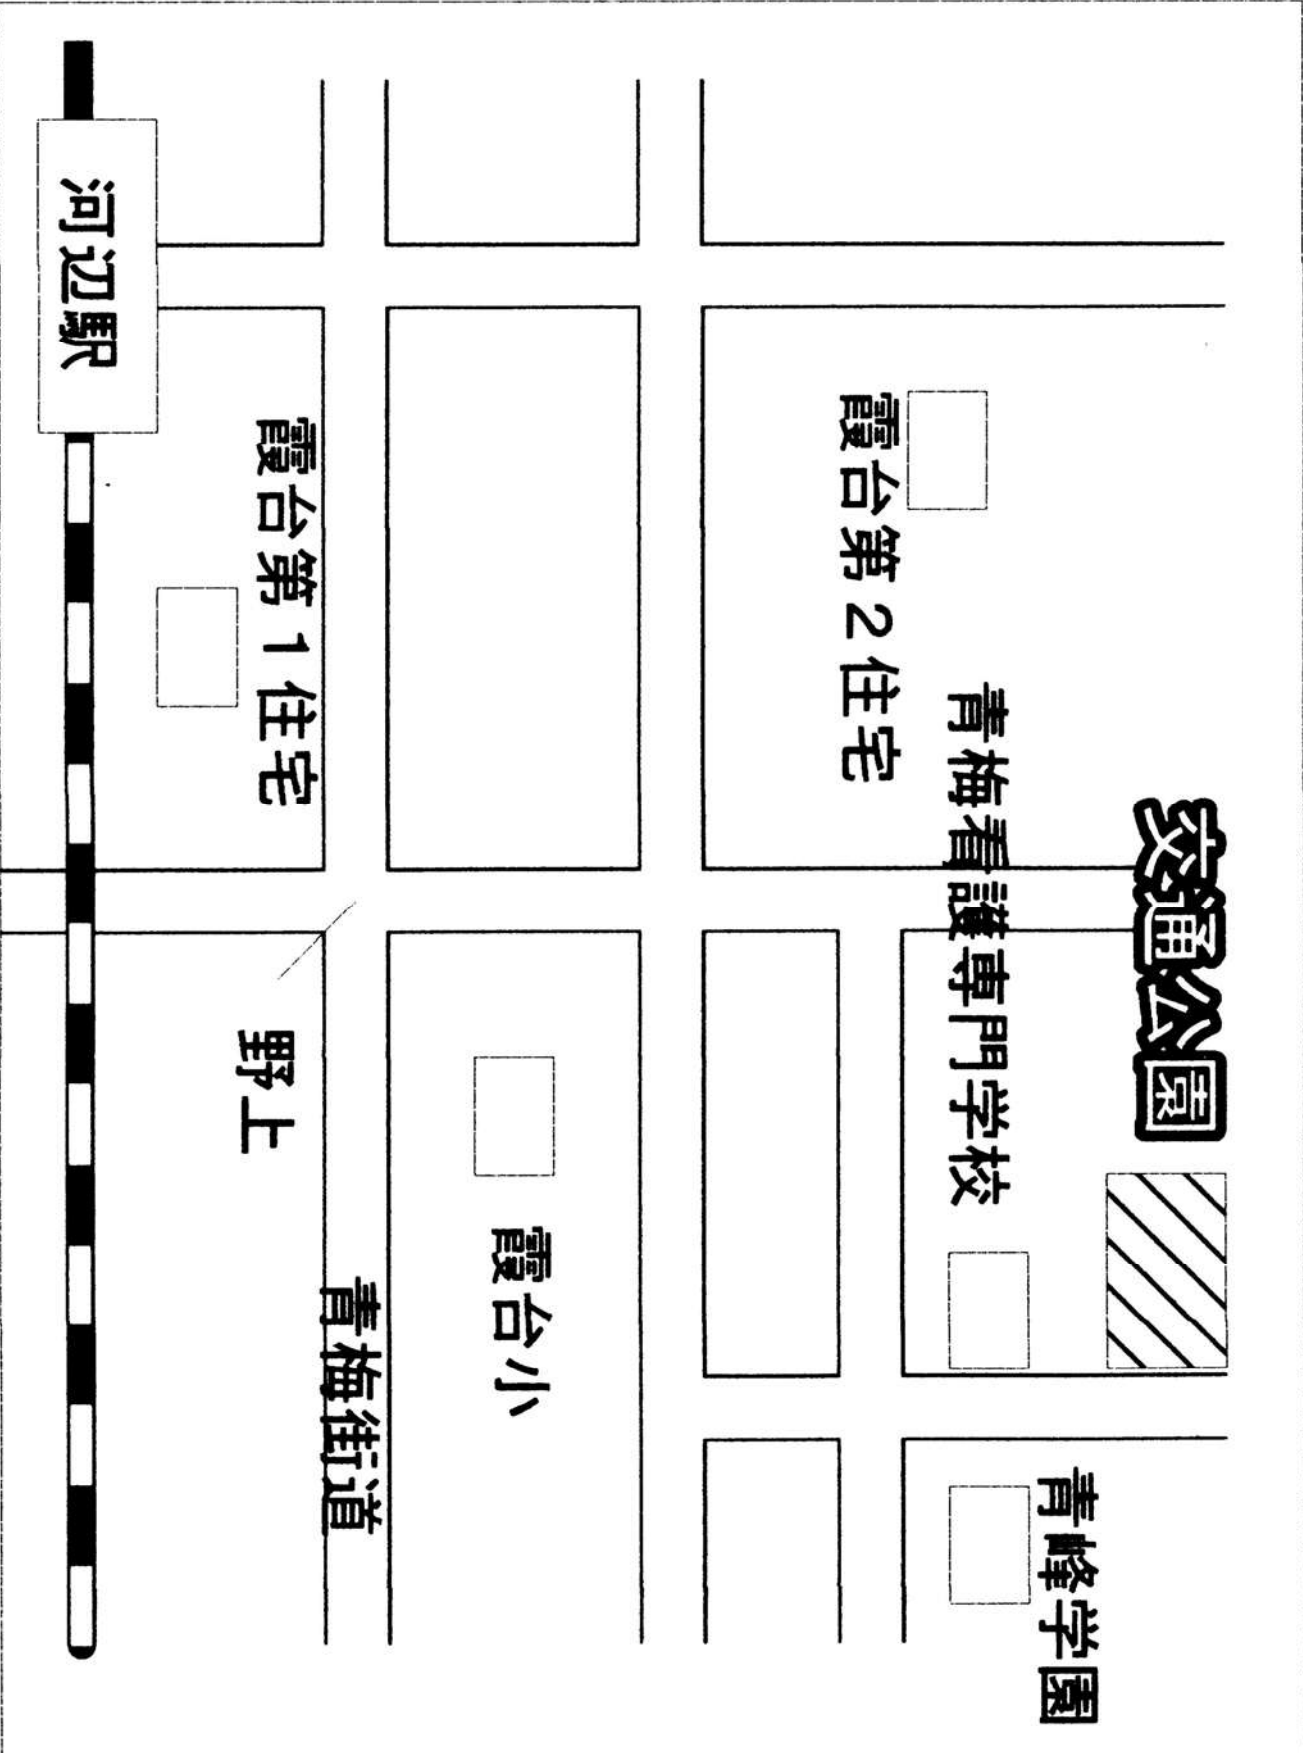 交通公園
青峰学園
青梅看護専門学校
霞台第2住宅
霞台小
青梅街道
霞台第1住宅
野上
河辺駅